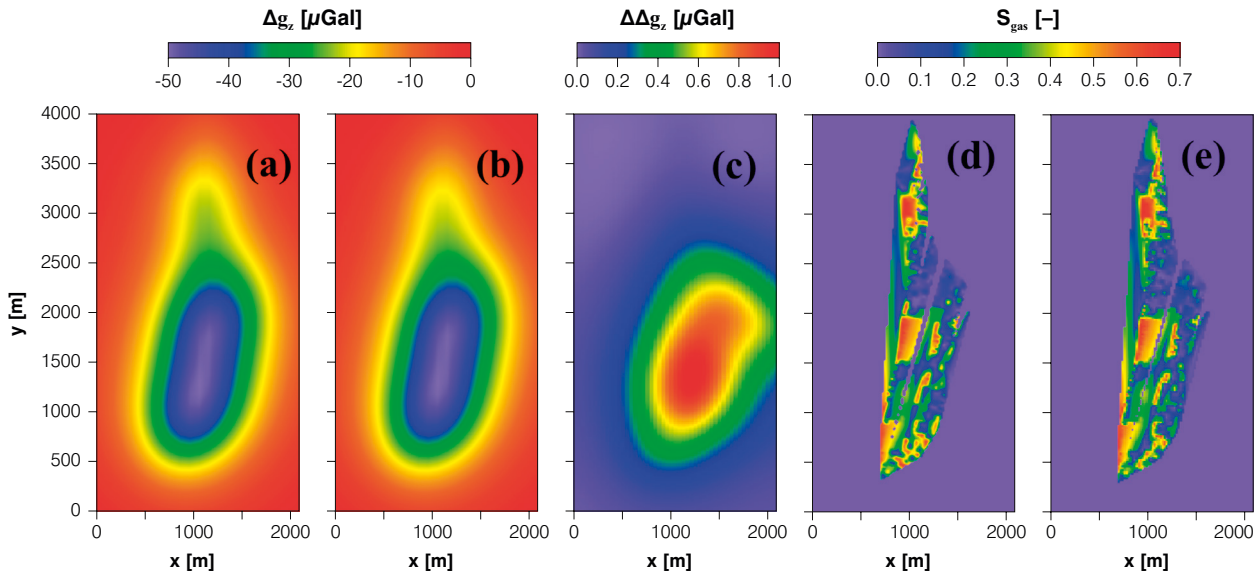 Δg_z [µGal] ΔΔg_z [µGal] S_gas [–]
-50 -40 -30 -20 -10 0 0.0 0.2 0.4 0.6 0.8 1.0 0.0 0.1 0.2 0.3 0.4 0.5 0.6 0.7
4000
(a) (b) (c) (d) (e)
3500
3000
2500
y [m]
2000
1500
1000
500
0
0 1000 2000 0 1000 2000 0 1000 2000 0 1000 2000 0 1000 2000
x [m] x [m] x [m] x [m] x [m]